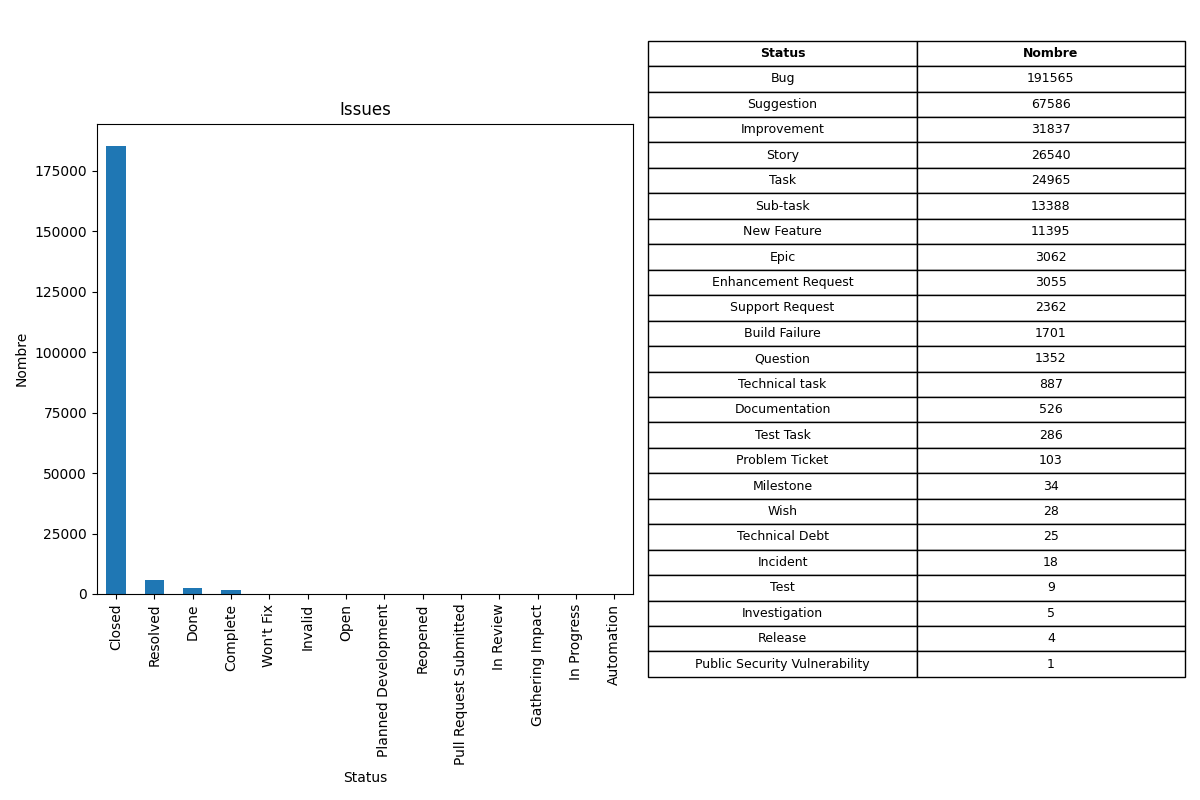 Issues
Nombre
175000
150000
125000
100000
75000
50000
25000
0
Closed
Resolved
Done
Complete
Won't Fix
Invalid
Open
Planned Development
Reopened
Pull Request Submitted
In Review
Gathering Impact
In Progress
Automation
Status
Status Nombre
Bug 191565
Suggestion 67586
Improvement 31837
Story 26540
Task 24965
Sub-task 13388
New Feature 11395
Epic 3062
Enhancement Request 3055
Support Request 2362
Build Failure 1701
Question 1352
Technical task 887
Documentation 526
Test Task 286
Problem Ticket 103
Milestone 34
Wish 28
Technical Debt 25
Incident 18
Test 9
Investigation 5
Release 4
Public Security Vulnerability 1